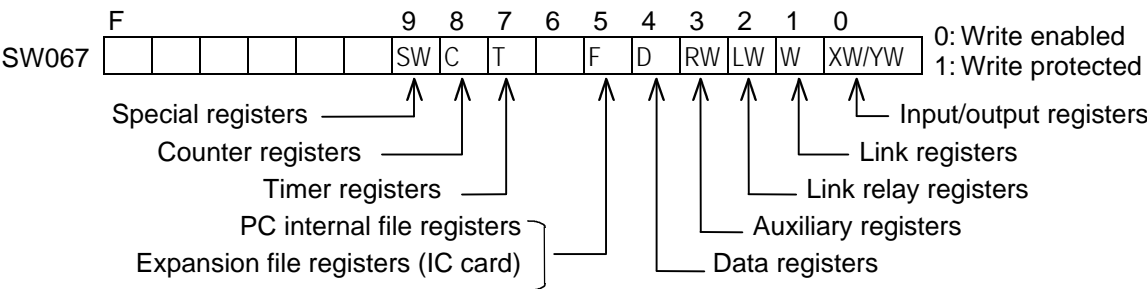 F 9 8 7 6 5 4 3 2 1 0
SW067 SW C T F D RW LW W XW/YW
0: Write enabled
1: Write protected
Special registers
Input/output registers
Counter registers
Link registers
Timer registers
Link relay registers
PC internal file registers
Auxiliary registers
Expansion file registers (IC card)
Data registers